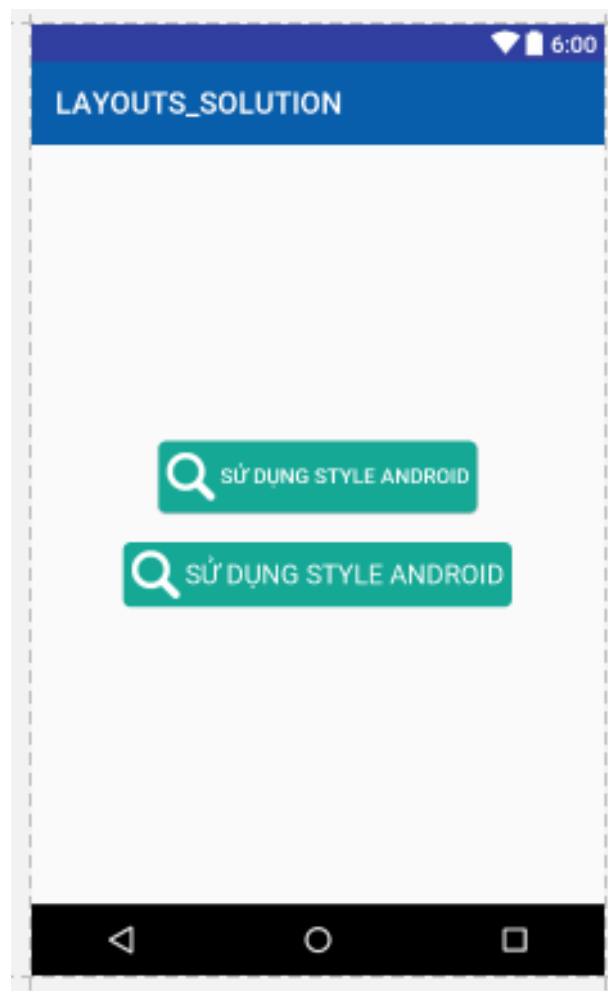 6:00
LAYOUTS_SOLUTION
SỬ DỤNG STYLE ANDROID
SỬ DỤNG STYLE ANDROID